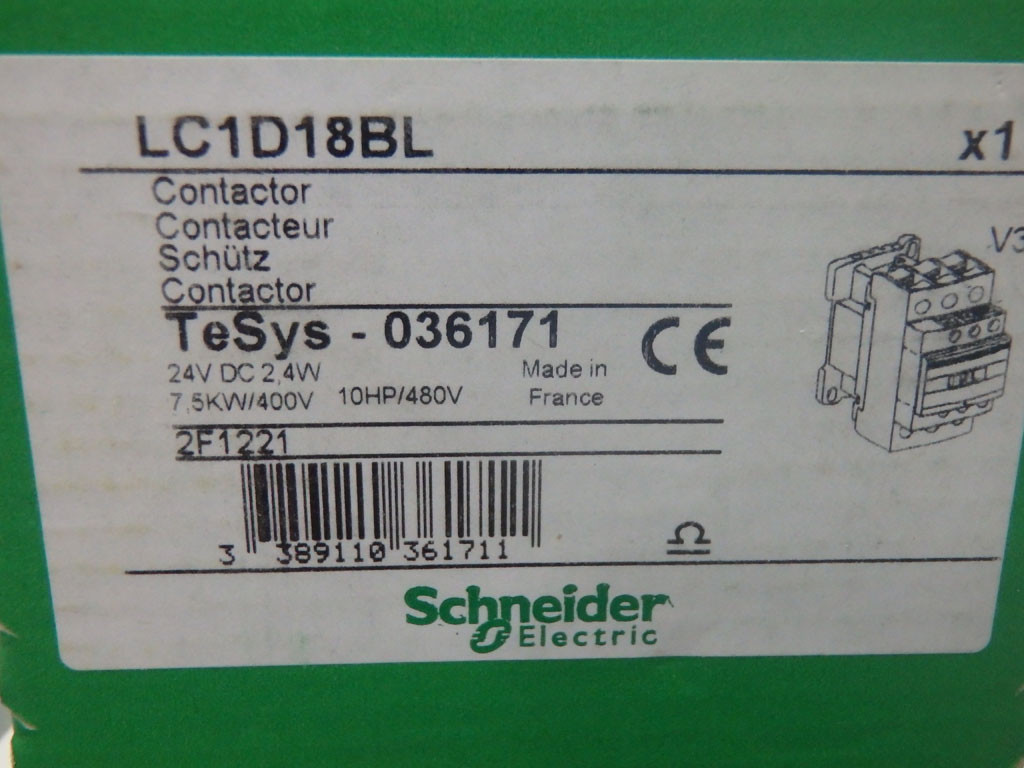 LC1D18BL x1
Contactor
Contacteur
Schütz
Contactor
TeSys - 036171 CE
24V DC 2,4W Made in
7,5KW/400V 10HP/480V France
2F1221
3 389110 361711
Schneider
Electric